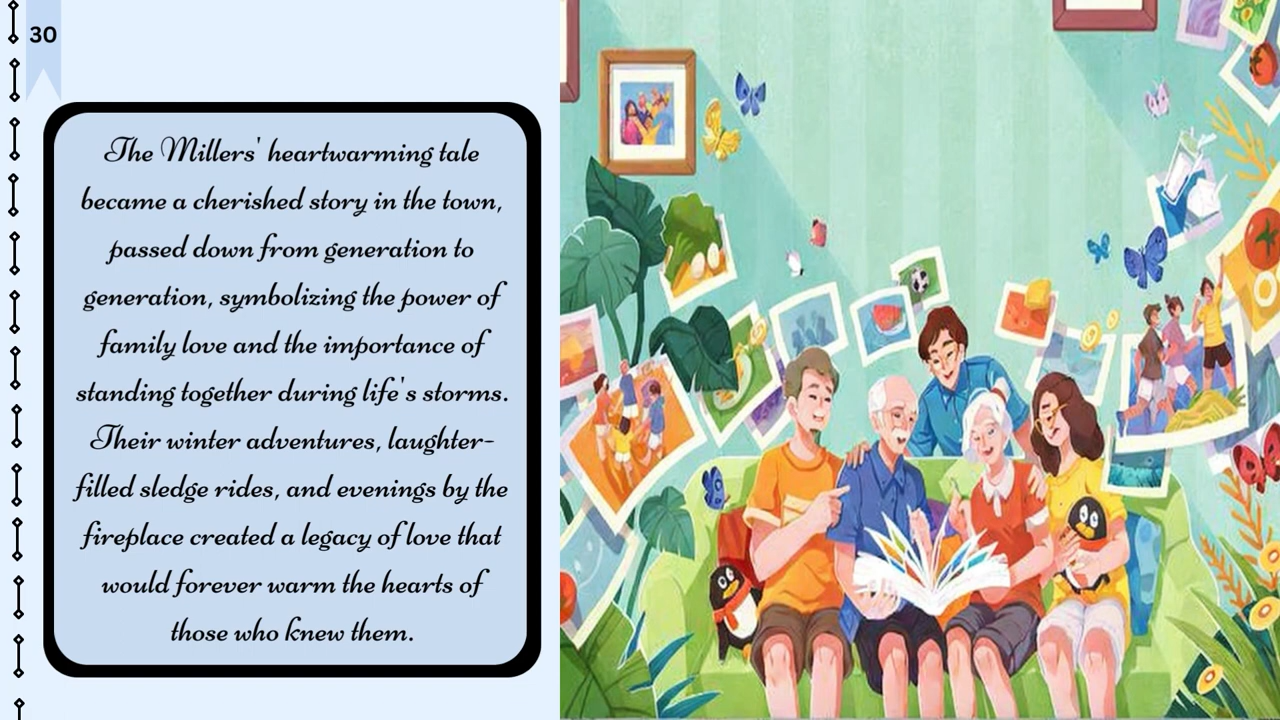 30
The Millers' heartwarming tale
became a cherished story in the town,
passed down from generation to
generation, symbolizing the power of
family love and the importance of
standing together during life's storms.
Their winter adventures, laughter-
filled sledge rides, and evenings by the
fireplace created a legacy of love that
would forever warm the hearts of
those who knew them.